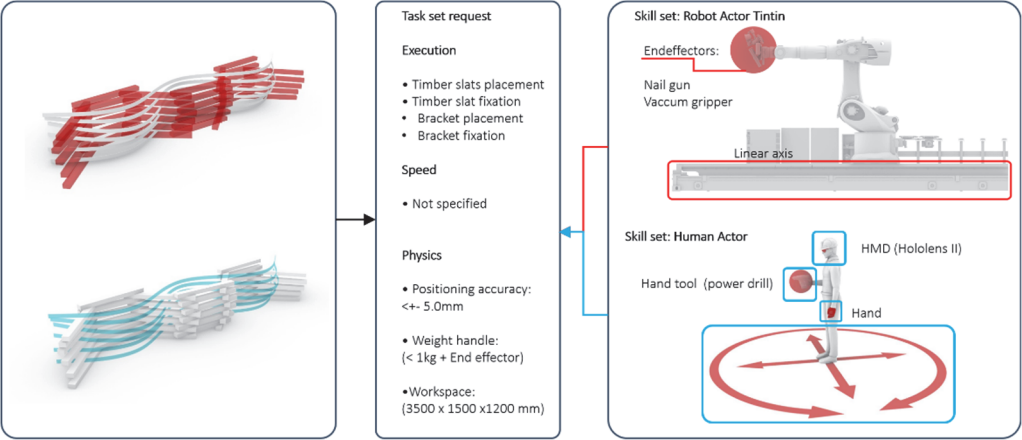 Task set request
Execution
• Timber slats placement
• Timber slat fixation
• Bracket placement
• Bracket fixation
Speed
• Not specified
Physics
• Positioning accuracy:
<+- 5.0mm
• Weight handle:
(< 1kg + End effector)
•Workspace:
(3500 x 1500 x1200 mm)
Skill set: Robot Actor Tintin
Endeffectors:
Nail gun
Vaccum gripper
Linear axis
Skill set: Human Actor
HMD (Hololens II)
Hand tool (power drill)
Hand